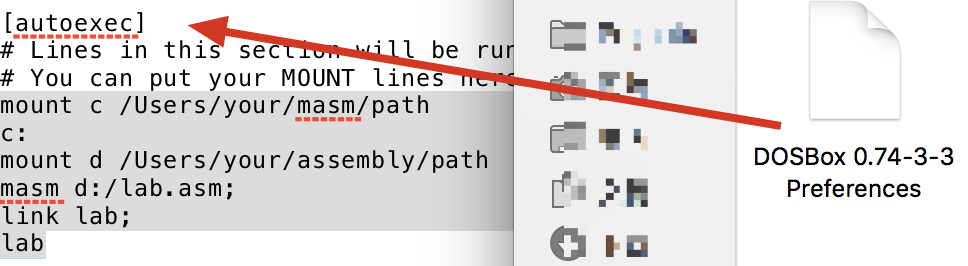 [autoexec]
# Lines in this section will be run
# You can put your MOUNT lines here
mount c /Users/your/masm/path
c:
mount d /Users/your/assembly/path
masm d:/lab.asm;
link lab;
lab
DOSBox 0.74-3-3
Preferences